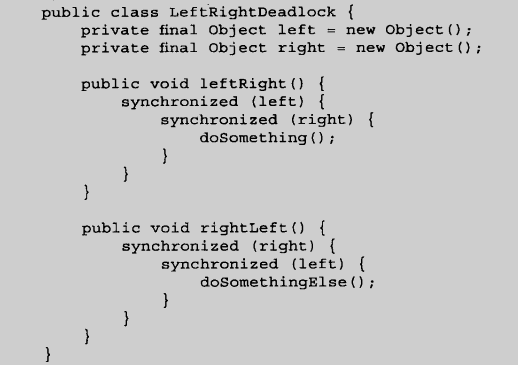 public class LeftRightDeadlock {
    private final Object left = new Object();
    private final Object right = new Object();

    public void leftRight() {
        synchronized (left) {
            synchronized (right) {
                doSomething();
            }
        }
    }

    public void rightLeft() {
        synchronized (right) {
            synchronized (left) {
                doSomethingElse();
            }
        }
    }
}